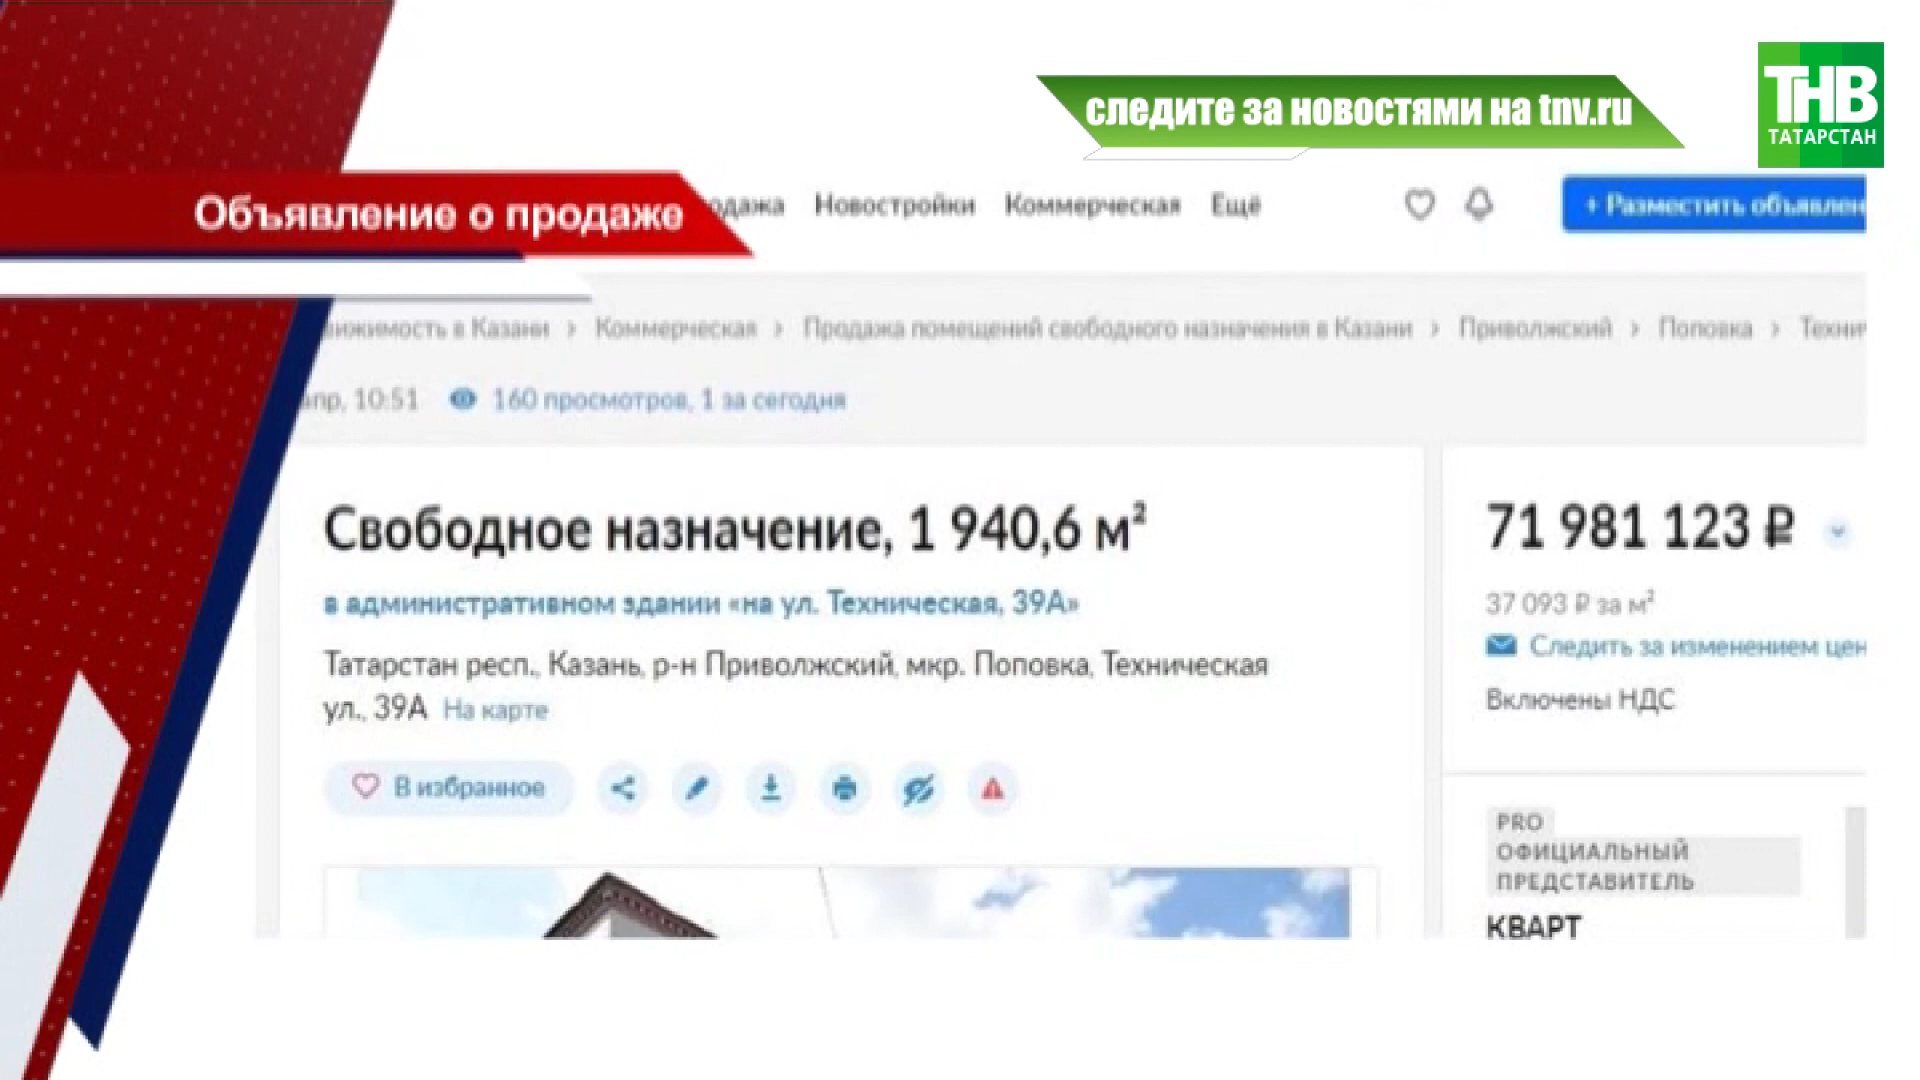 следите за новостями на tnv.ru
ТНВ
ТАТАРСТАН
Объявление о продаже
Новостройки Коммерческая Ещё
+ Разместить
в Казани > Коммерческая > Продажа помещений свободного назначения в Казани > Приволжский > Поповка >
10:51 160 просмотров, 1 за сегодня
Свободное назначение, 1 940,6 м²
71 981 123 ₽
в административном здании «на ул. Техническая, 39А»
37 093 ₽ за м²
Следить за изменением
Татарстан респ., Казань, р-н Приволжский, мкр. Поповка, Техническая
ул., 39А На карте
Включены НДС
В избранное
PRO
ОФИЦИАЛЬНЫЙ
ПРЕДСТАВИТЕЛЬ
КВАРТ